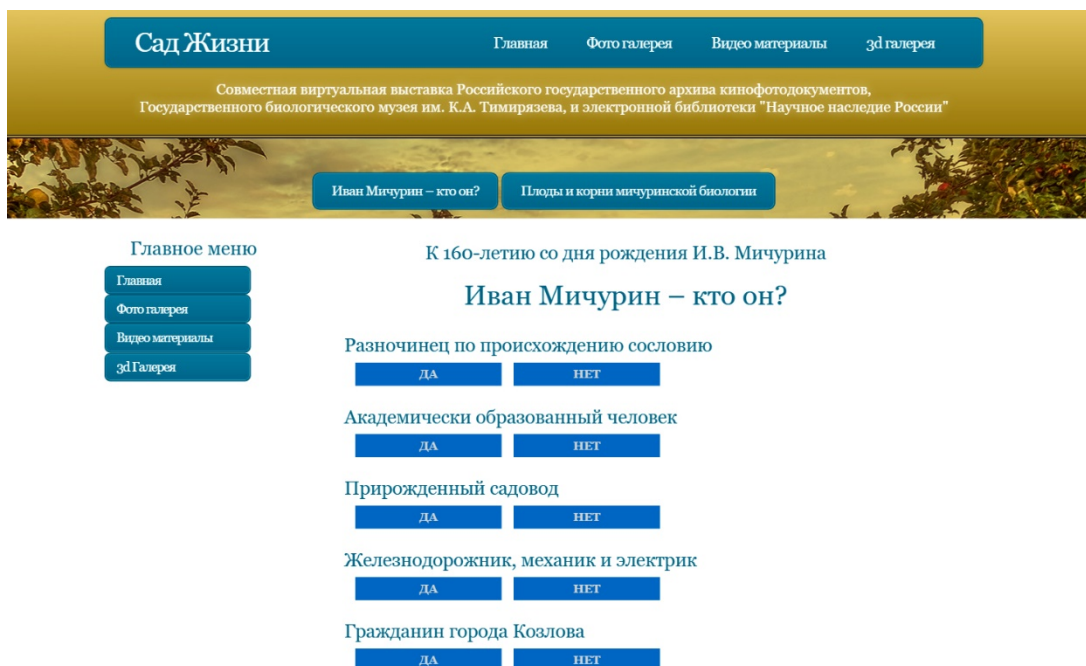 Сад Жизни
Главная Фото галерея Видео материалы 3d галерея
Совместная виртуальная выставка Российского государственного архива кинофотодокументов,
Государственного биологического музея им. К.А. Тимирязева, и электронной библиотеки "Научное наследие России"
Иван Мичурин – кто он? Плоды и корни мичуринской биологии
Главное меню
Главная
Фото галерея
Видео материалы
3d Галерея
К 160-летию со дня рождения И.В. Мичурина
Иван Мичурин – кто он?
Разночинец по происхождению сословию
ДА НЕТ
Академически образованный человек
ДА НЕТ
Прирожденный садовод
ДА НЕТ
Железнодорожник, механик и электрик
ДА НЕТ
Гражданин города Козлова
ДА НЕТ